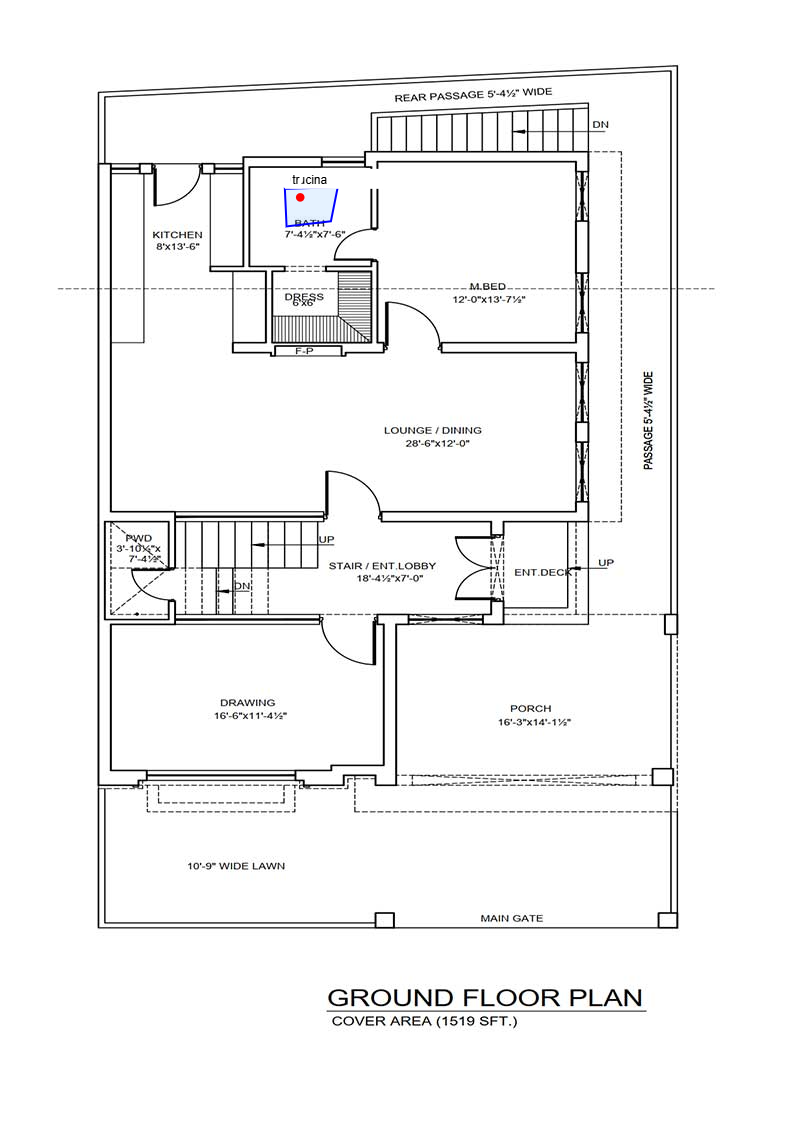 REAR PASSAGE 5'-4½" WIDE
DN
BATH
7'-4½"x7'-6"
KITCHEN
8'x13'-6"
M.BED
12'-0"x13'-7½"
DRESS
6'x6'
F-P
PASSAGE 5'-4½" WIDE
LOUNGE / DINING
28'-6"x12'-0"
PWD
3'-10½"x
7'-4½"
UP
STAIR / ENT.LOBBY
18'-4½"x7'-0"
DN
ENT.DECK
UP
DRAWING
16'-6"x11'-4½"
PORCH
16'-3"x14'-1½"
10'-9" WIDE LAWN
MAIN GATE
GROUND FLOOR PLAN
COVER AREA (1519 SFT.)